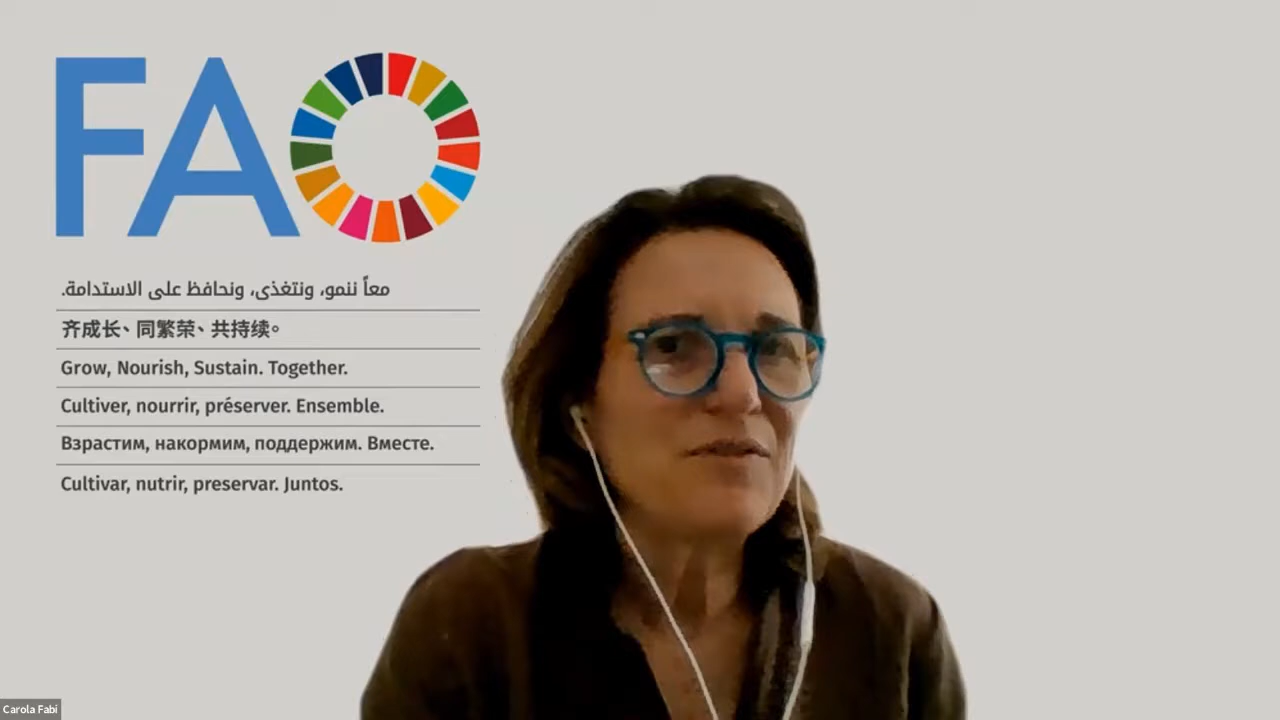 FAO
معاً ننمو، ونتغذى، ونحافظ على الاستدامة.
齐成长、同繁荣、共持续。
Grow, Nourish, Sustain. Together.
Cultiver, nourrir, préserver. Ensemble.
Взрастим, накормим, поддержим. Вместе.
Cultivar, nutrir, preservar. Juntos.
Carola Fabi